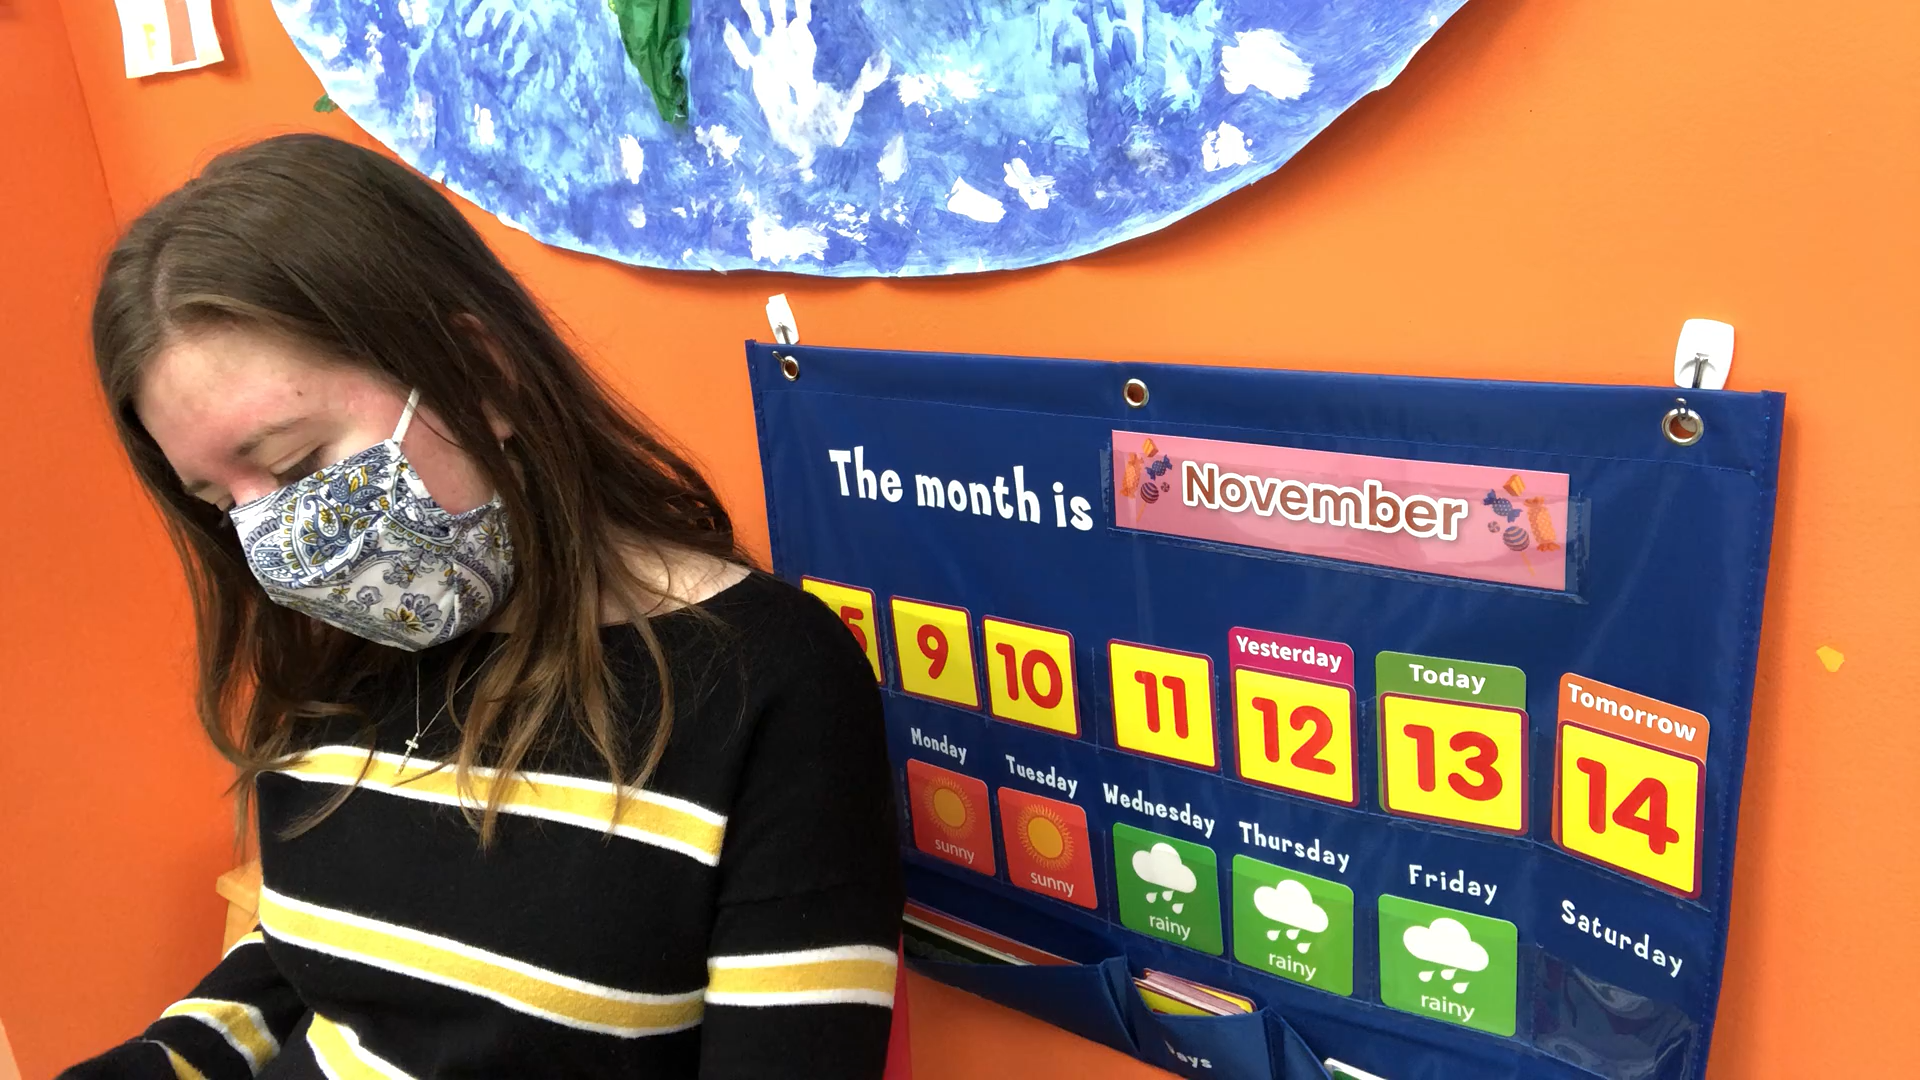 The month is November
5 9 10 11 12 13 14
Yesterday Today Tomorrow
Monday Tuesday Wednesday Thursday Friday Saturday
sunny sunny rainy rainy rainy